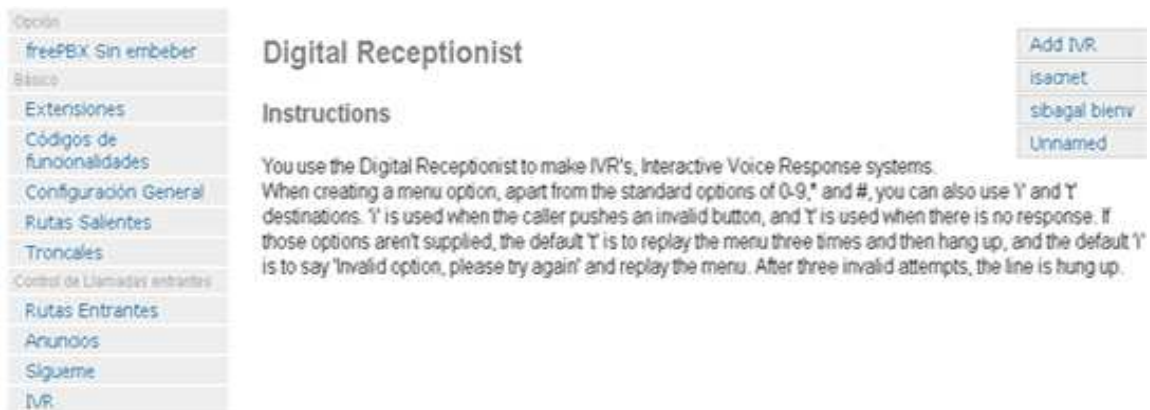 Opción
freePBX Sin embeber
Básico
Extensiones
Códigos de
funcionalidades
Configuración General
Rutas Salientes
Troncales
Control de Llamadas entrantes
Rutas Entrantes
Anuncios
Sígueme
IVR
Digital Receptionist
Instructions
You use the Digital Receptionist to make IVR's, Interactive Voice Response systems.
When creating a menu option, apart from the standard options of 0-9,* and #, you can also use 'i' and 't'
destinations. 'i' is used when the caller pushes an invalid button, and 't' is used when there is no response. If
those options aren't supplied, the default 't' is to replay the menu three times and then hang up, and the default 'i'
is to say 'Invalid option, please try again' and replay the menu. After three invalid attempts, the line is hung up.
Add IVR
isacnet
sibagal bienv
Unnamed